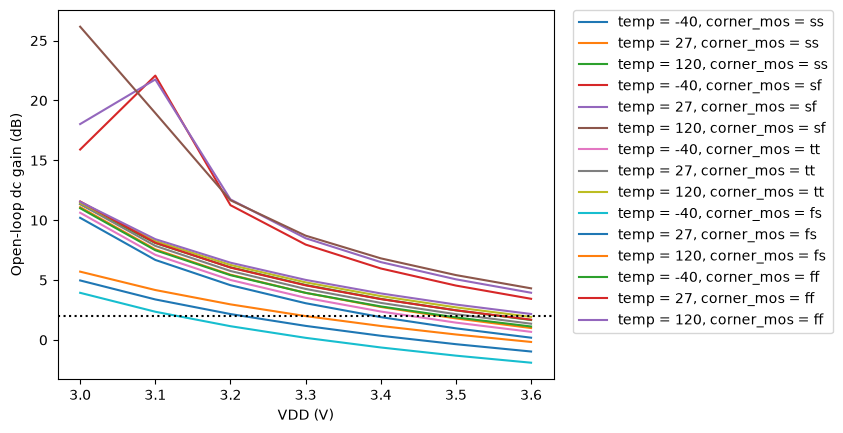 Open-loop dc gain (dB)
25
20
15
10
5
0
3.0 3.1 3.2 3.3 3.4 3.5 3.6
VDD (V)
temp = -40, corner_mos = ss
temp = 27, corner_mos = ss
temp = 120, corner_mos = ss
temp = -40, corner_mos = sf
temp = 27, corner_mos = sf
temp = 120, corner_mos = sf
temp = -40, corner_mos = tt
temp = 27, corner_mos = tt
temp = 120, corner_mos = tt
temp = -40, corner_mos = fs
temp = 27, corner_mos = fs
temp = 120, corner_mos = fs
temp = -40, corner_mos = ff
temp = 27, corner_mos = ff
temp = 120, corner_mos = ff